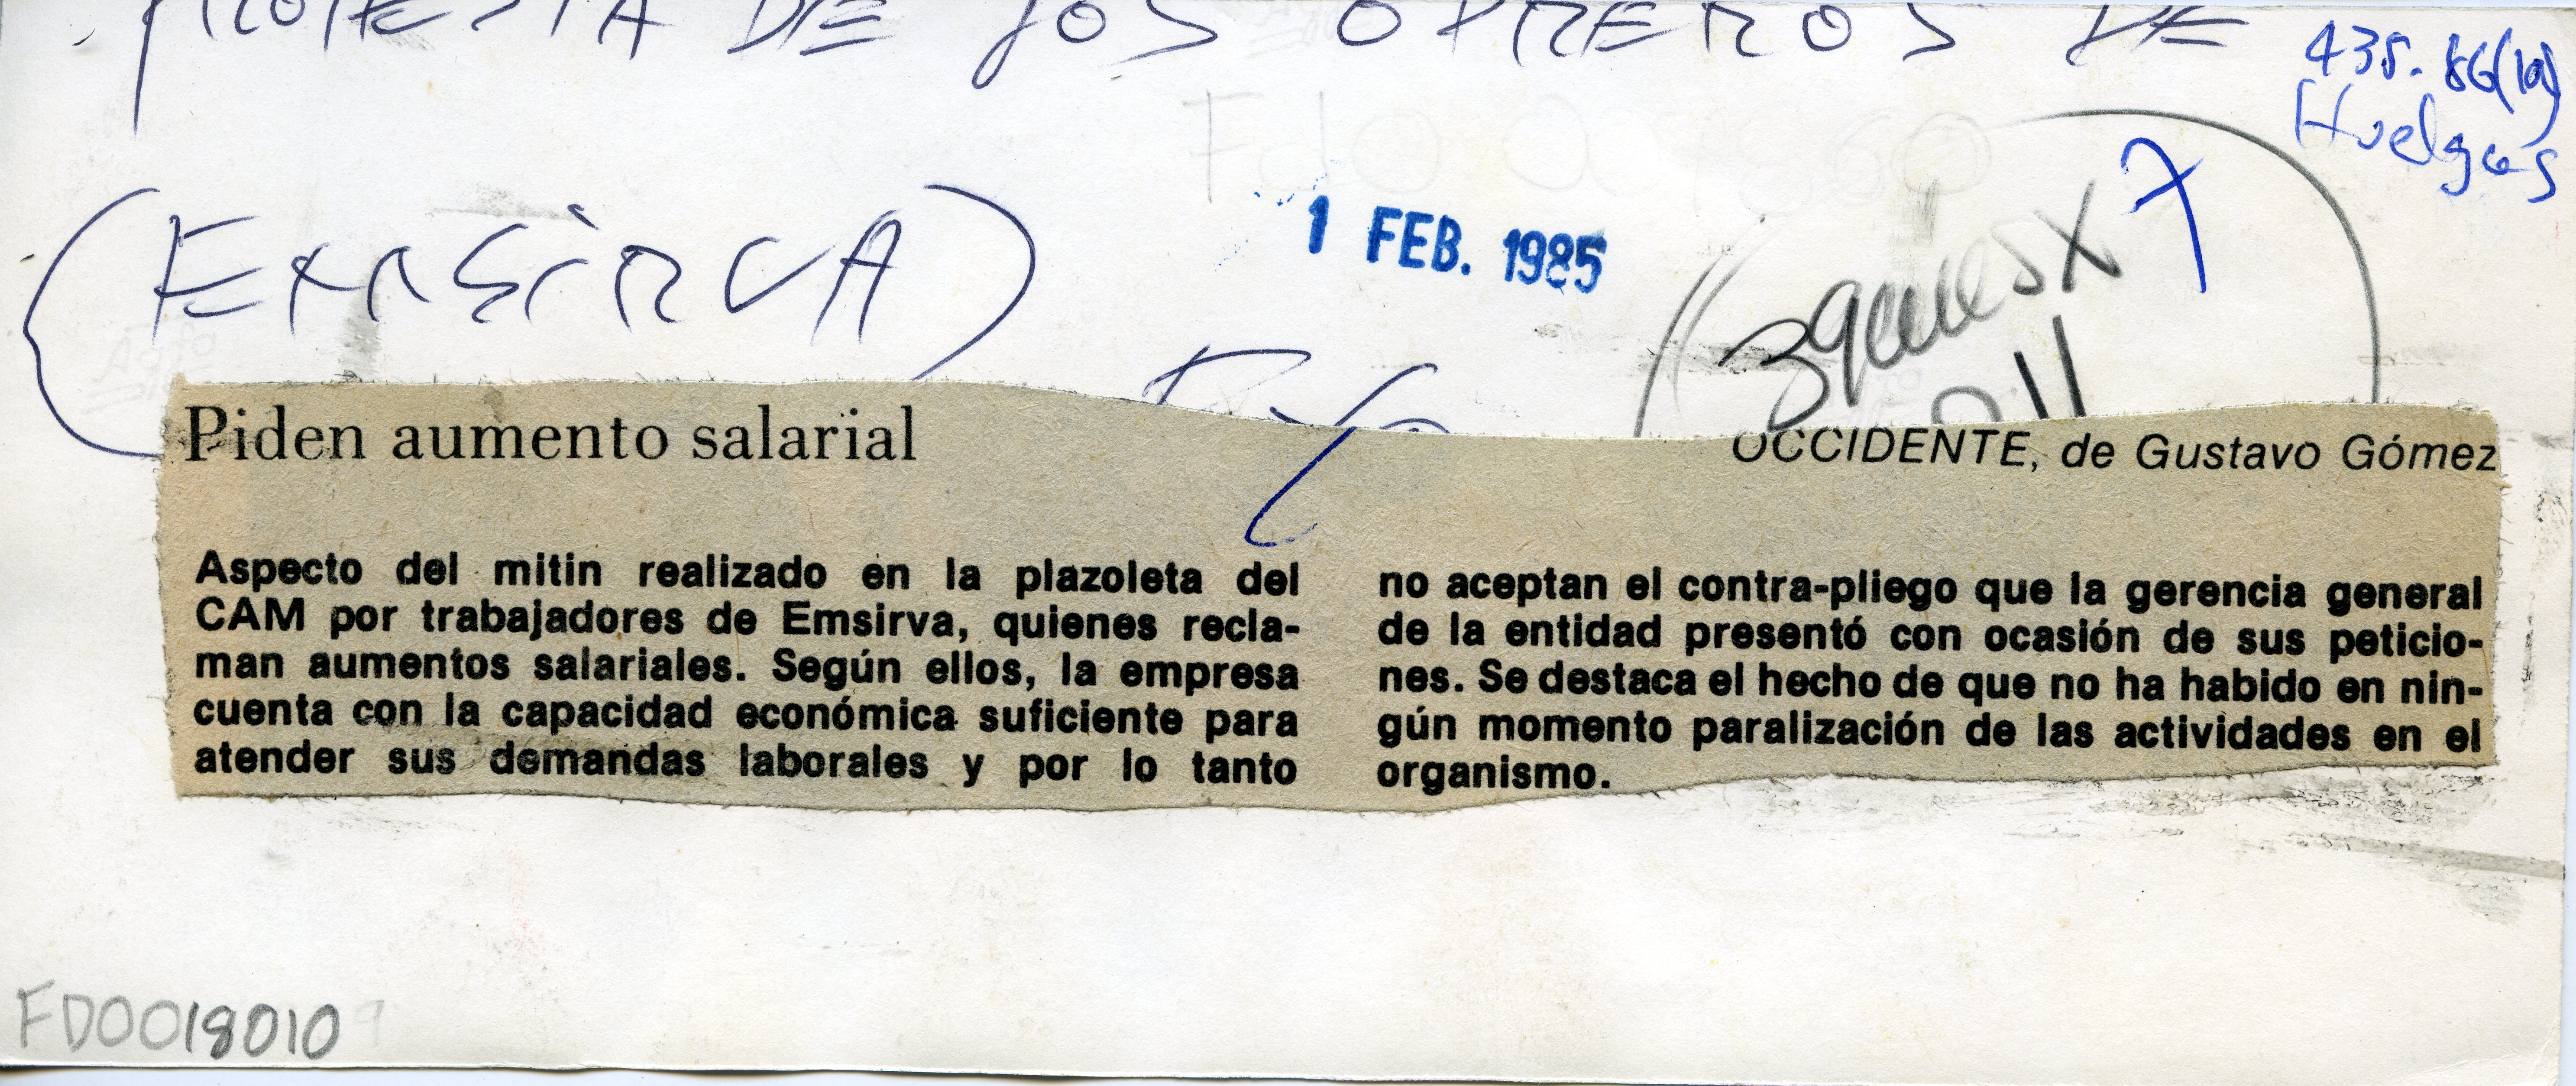 PROTESTA DE LOS OBREROS DE
435.86(10)
Huelgas
(EMSIRVA)
1 FEB. 1985
7
Piden aumento salarial
OCCIDENTE, de Gustavo Gómez
Aspecto del mitin realizado en la plazoleta del
CAM por trabajadores de Emsirva, quienes recla-
man aumentos salariales. Según ellos, la empresa
cuenta con la capacidad económica suficiente para
atender sus demandas laborales y por lo tanto
no aceptan el contra-pliego que la gerencia general
de la entidad presentó con ocasión de sus peticio-
nes. Se destaca el hecho de que no ha habido en nin-
gún momento paralización de las actividades en el
organismo.
FD0018010